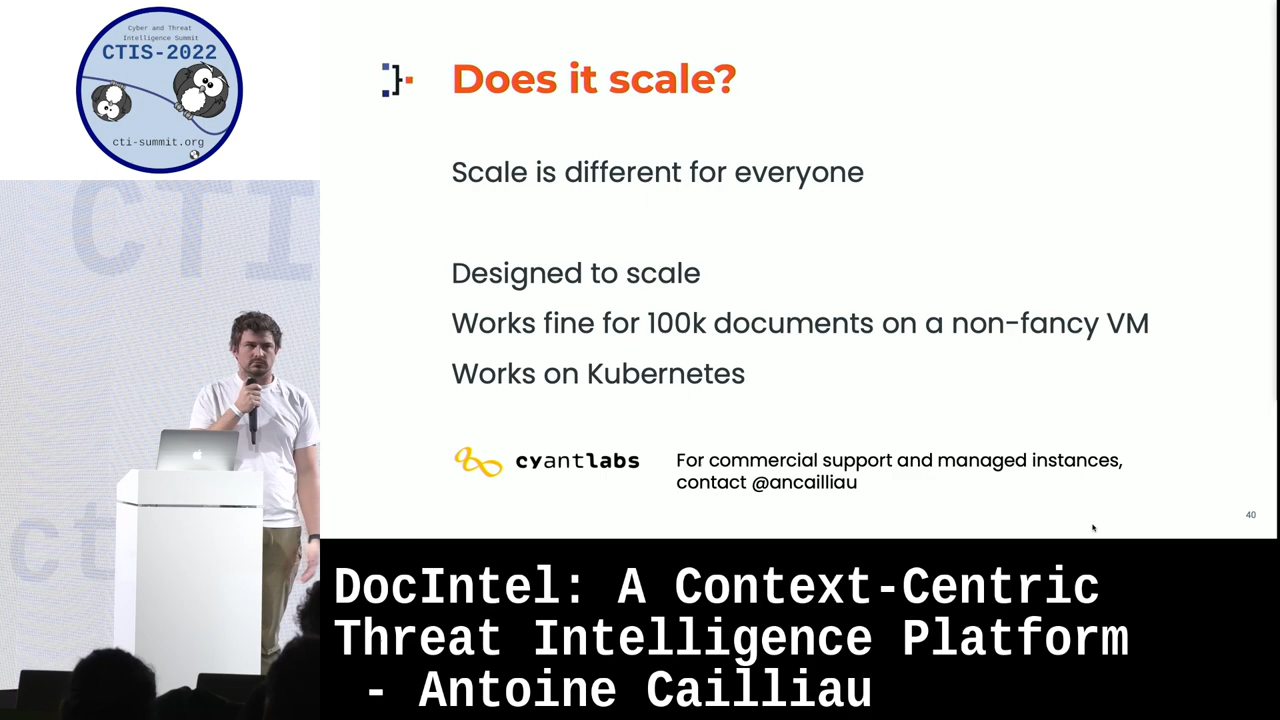 Cyber and Threat
Intelligence Summit
CTIS-2022
cti-summit.org
CTI
ct
Does it scale?
Scale is different for everyone
Designed to scale
Works fine for 100k documents on a non-fancy VM
Works on Kubernetes
cyantlabs
For commercial support and managed instances,
contact @ancailliau
40
DocIntel: A Context-Centric
Threat Intelligence Platform
- Antoine Cailliau